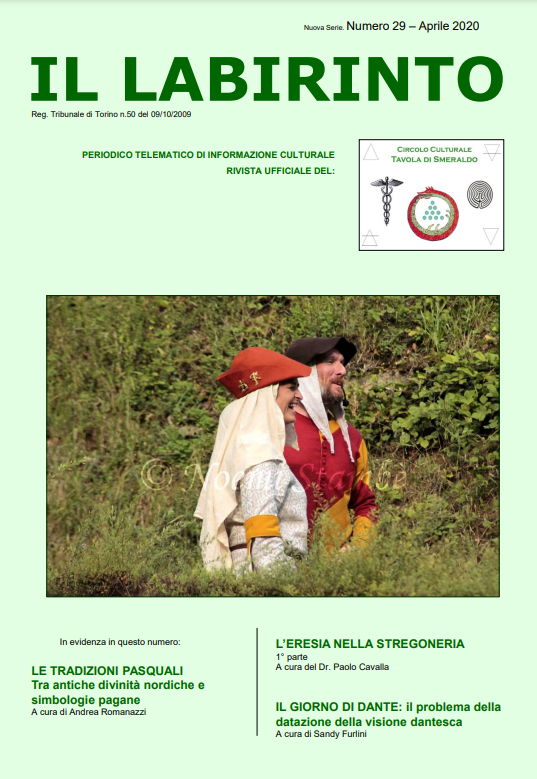 Nuova Serie. Numero 29 – Aprile 2020
IL LABIRINTO
Reg. Tribunale di Torino n.50 del 09/10/2009
PERIODICO TELEMATICO DI INFORMAZIONE CULTURALE
RIVISTA UFFICIALE DEL:
CIRCOLO CULTURALE
TAVOLA DI SMERALDO
© Noemi
In evidenza in questo numero:
LE TRADIZIONI PASQUALI
Tra antiche divinità nordiche e
simbologie pagane
A cura di Andrea Romanazzi
L'ERESIA NELLA STREGONERIA
1° parte
A cura del Dr. Paolo Cavalla
IL GIORNO DI DANTE: il problema della
datazione della visione dantesca
A cura di Sandy Furlini